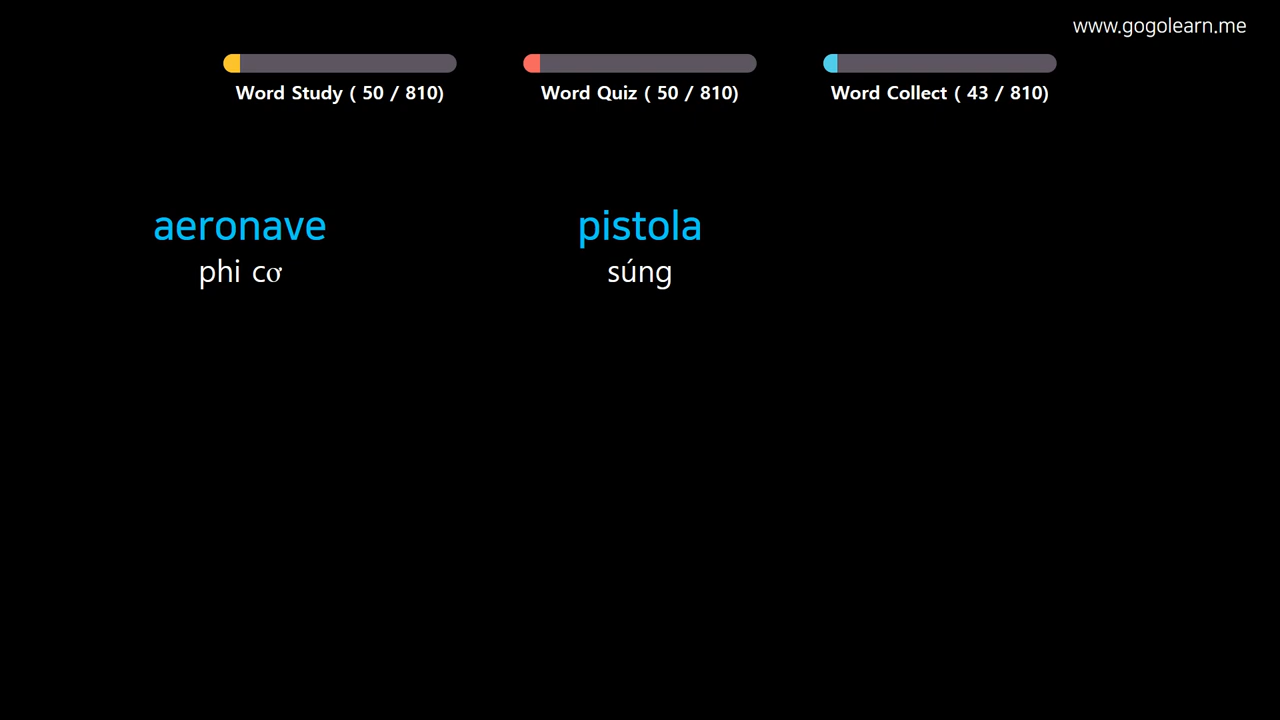 www.gogolearn.me
Word Study ( 50 / 810)
Word Quiz ( 50 / 810)
Word Collect ( 43 / 810)
aeronave
phi cơ
pistola
súng